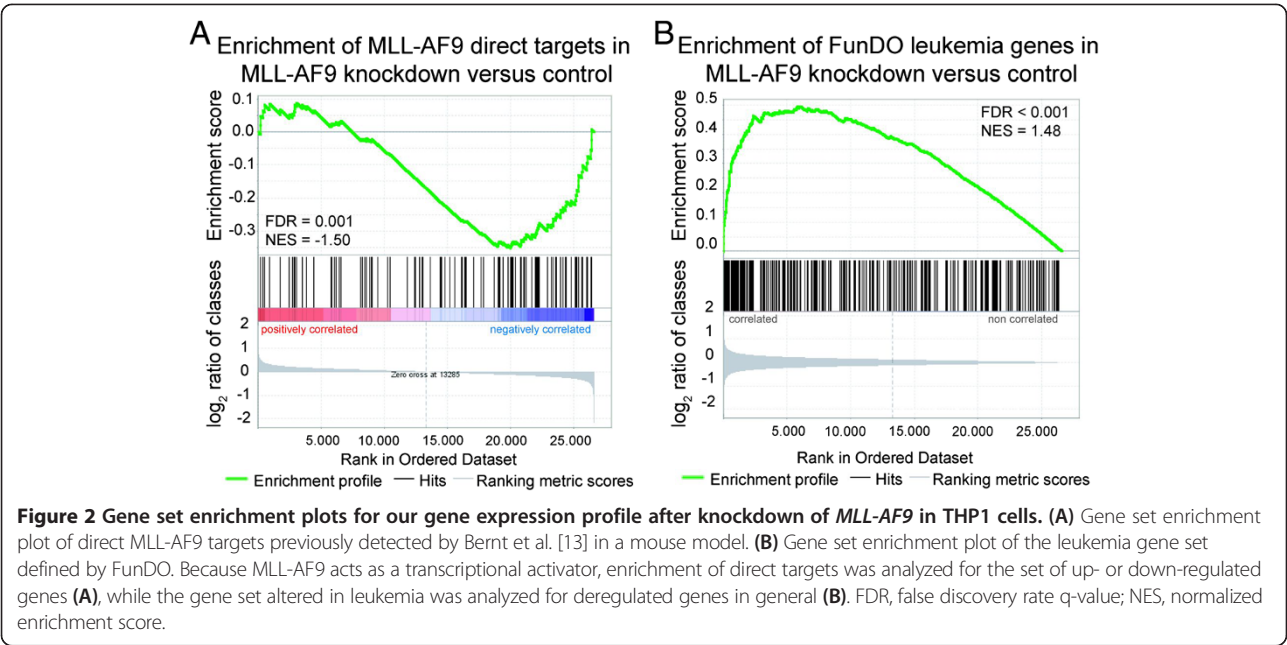 A
Enrichment of MLL-AF9 direct targets in
MLL-AF9 knockdown versus control
Enrichment score
0.1
0.0
-0.1
-0.2
-0.3
FDR = 0.001
NES = -1.50
positively correlated
negatively correlated
log2 ratio of classes
2
1
0
-1
-2
Zero cross at 13285
5.000 10.000 15.000 20.000 25.000
Rank in Ordered Dataset
Enrichment profile Hits Ranking metric scores
B
Enrichment of FunDO leukemia genes in
MLL-AF9 knockdown versus control
Enrichment score
0.5
0.4
0.3
0.2
0.1
0.0
FDR < 0.001
NES = 1.48
correlated
non correlated
log2 ratio of classes
2
1
0
-1
-2
5.000 10.000 15.000 20.000 25.000
Rank in Ordered Dataset
Enrichment profile Hits Ranking metric scores
Figure 2 Gene set enrichment plots for our gene expression profile after knockdown of MLL-AF9 in THP1 cells. (A) Gene set enrichment
plot of direct MLL-AF9 targets previously detected by Bernt et al. [13] in a mouse model. (B) Gene set enrichment plot of the leukemia gene set
defined by FunDO. Because MLL-AF9 acts as a transcriptional activator, enrichment of direct targets was analyzed for the set of up- or down-regulated
genes (A), while the gene set altered in leukemia was analyzed for deregulated genes in general (B). FDR, false discovery rate q-value; NES, normalized
enrichment score.